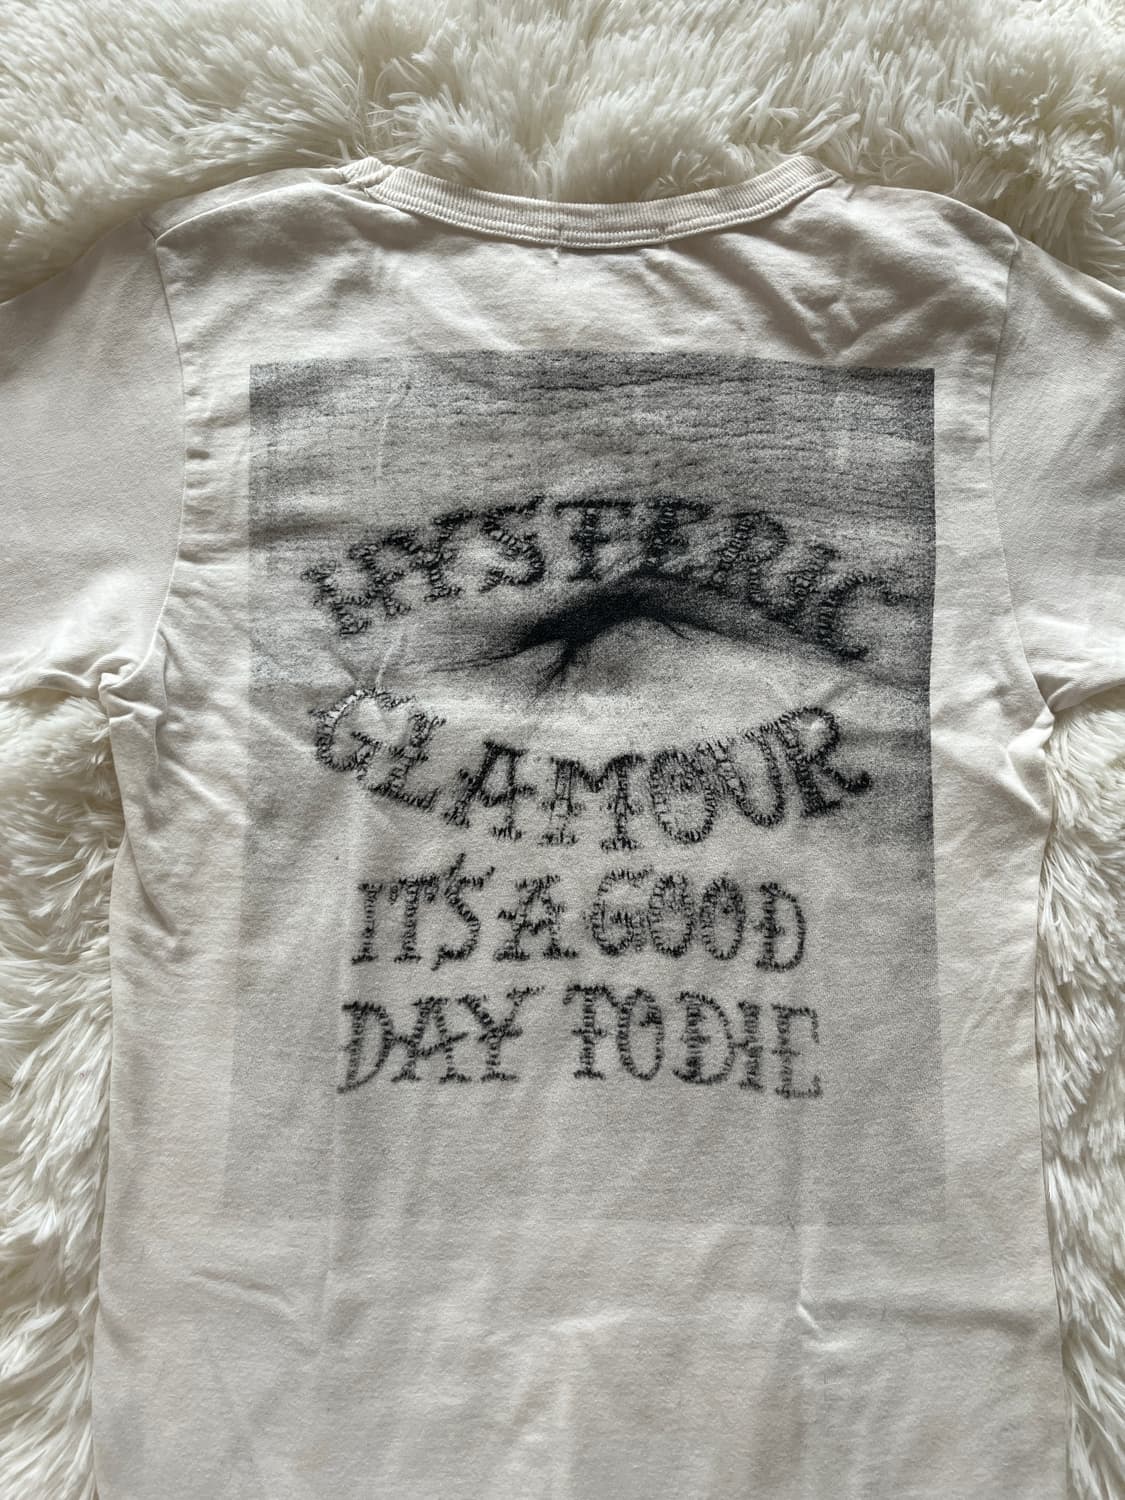 HYSTERIC
GLAMOUR
IT'S A GOOD
DAY TO DIE